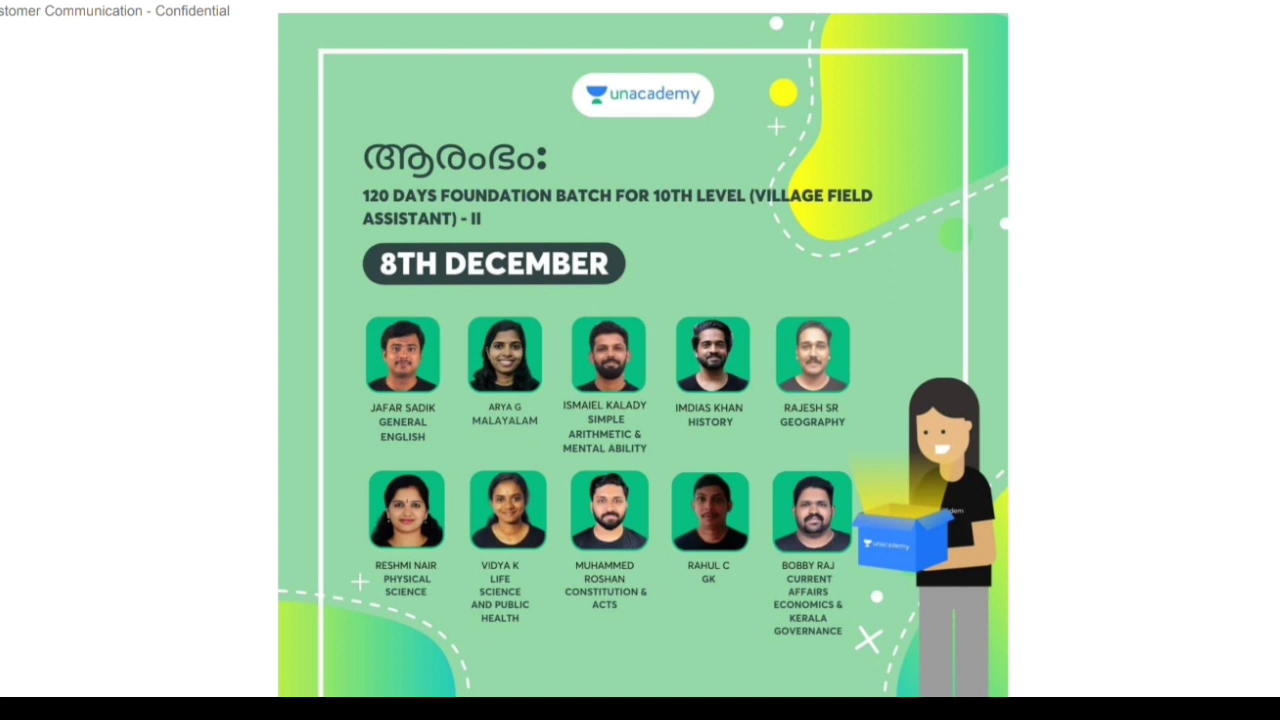 stomer Communication - Confidential
unacademy
ആരംഭം:
120 DAYS FOUNDATION BATCH FOR 10TH LEVEL (VILLAGE FIELD
ASSISTANT) - II
8TH DECEMBER
JAFAR SADIK
GENERAL
ENGLISH
ARYA G
MALAYALAM
ISMAIEL KALADY
SIMPLE
ARITHMETIC &
MENTAL ABILITY
IMDIAS KHAN
HISTORY
RAJESH SR
GEOGRAPHY
RESHMI NAIR
PHYSICAL
SCIENCE
VIDYA K
LIFE
SCIENCE
AND PUBLIC
HEALTH
MUHAMMED
ROSHAN
CONSTITUTION &
ACTS
RAHUL C
GK
BOBBY RAJ
CURRENT
AFFAIRS
ECONOMICS &
KERALA
GOVERNANCE
dem
unacademy